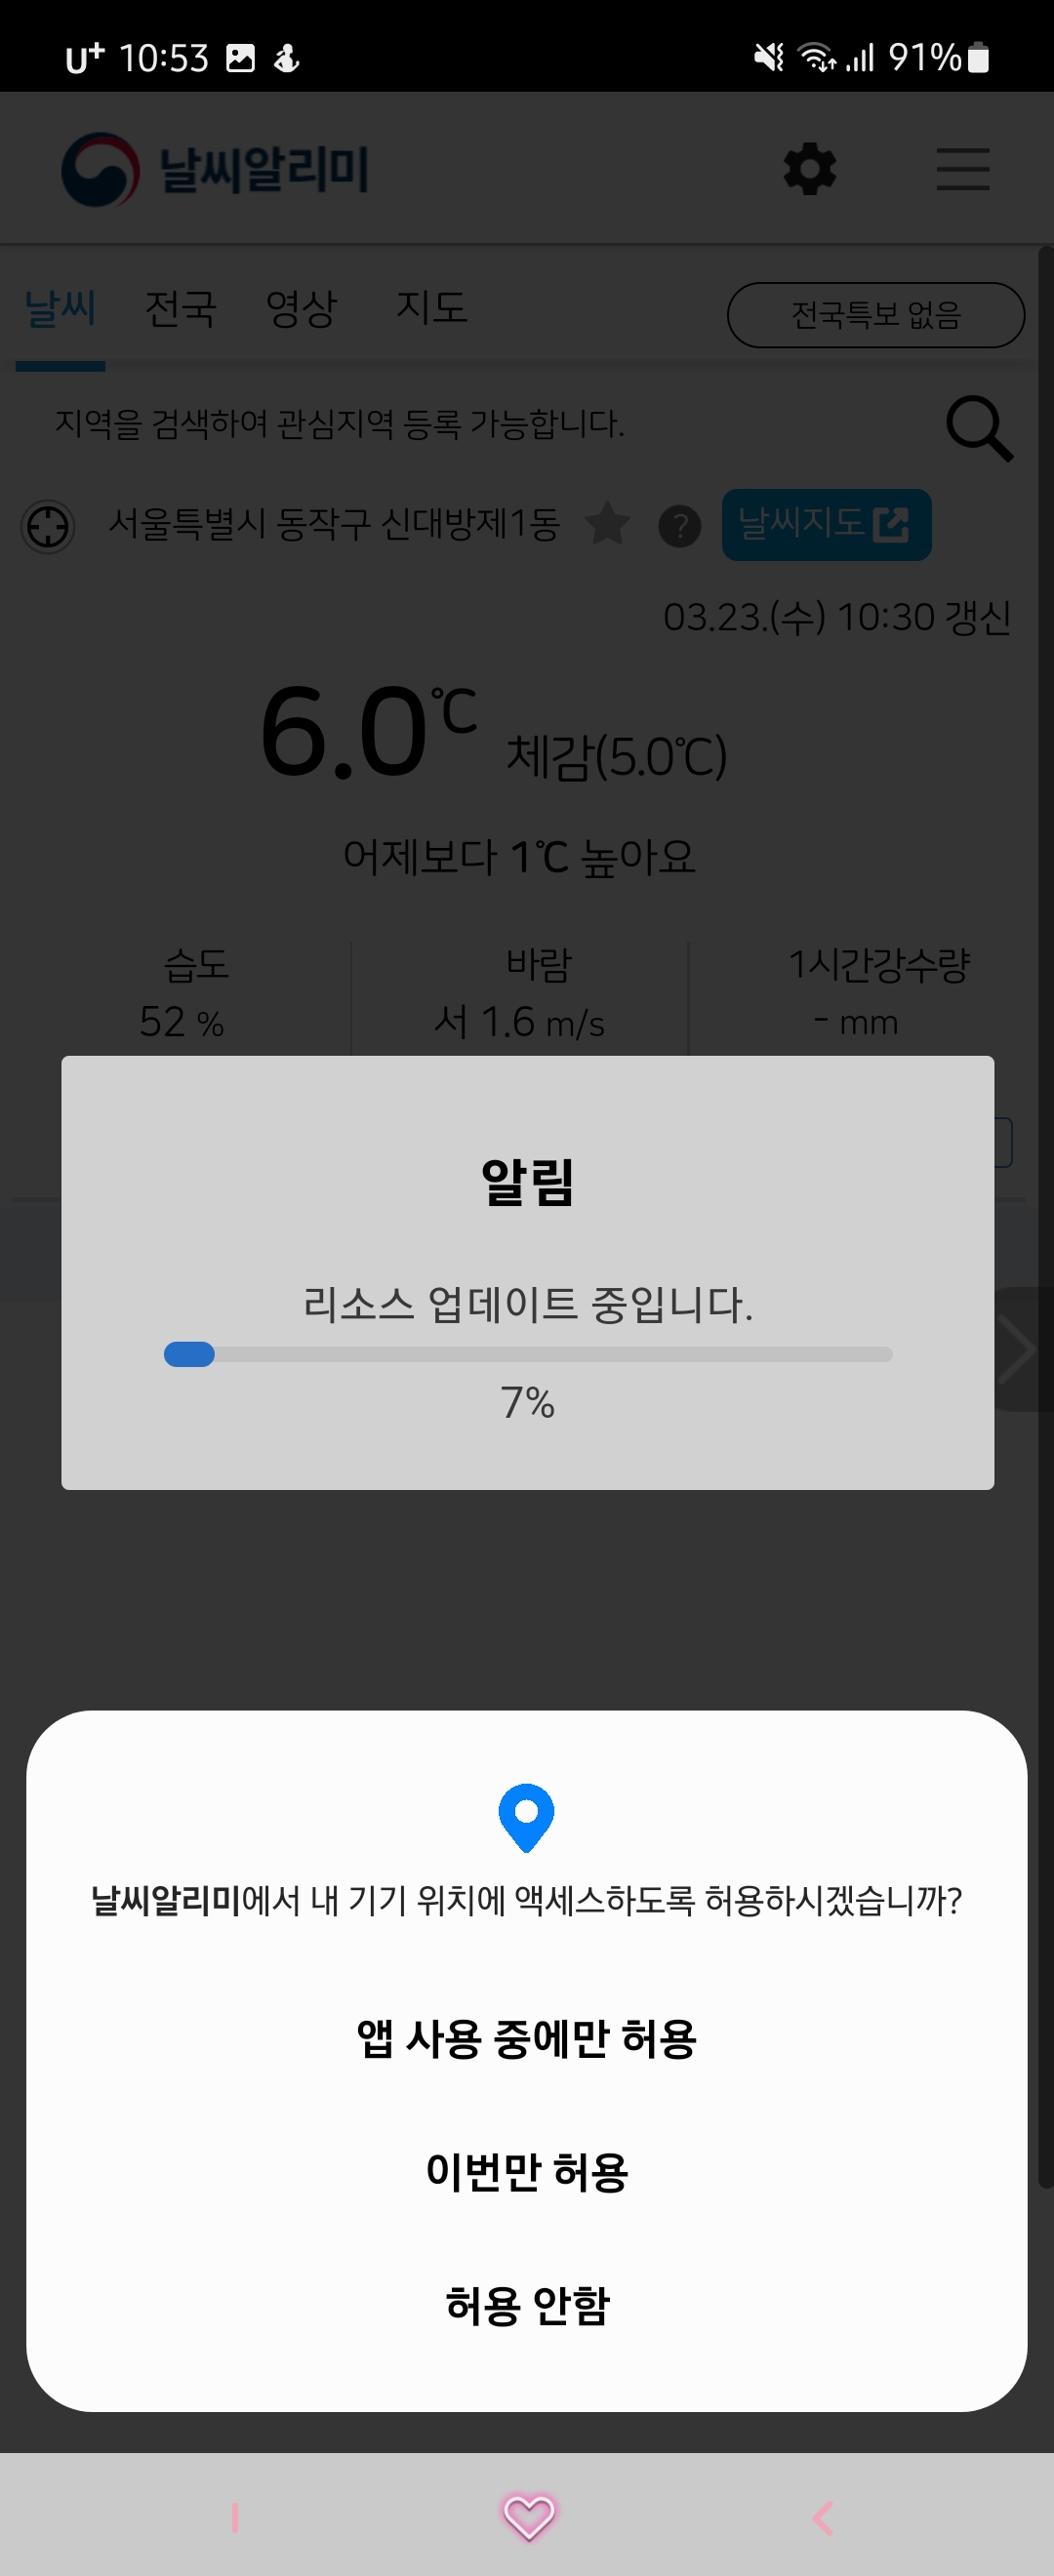 U+ 10:53 91%
날씨알리미
날씨 전국 영상 지도 전국특보 없음
지역을 검색하여 관심지역 등록 가능합니다.
서울특별시 동작구 신대방제1동 ? 날씨지도
03.23.(수) 10:30 갱신
6.0℃ 체감(5.0℃)
어제보다 1℃ 높아요
습도 바람 1시간강수량
52 % 서 1.6 m/s - mm
알림
리소스 업데이트 중입니다.
7%
날씨알리미에서 내 기기 위치에 액세스하도록 허용하시겠습니까?
앱 사용 중에만 허용
이번만 허용
허용 안함